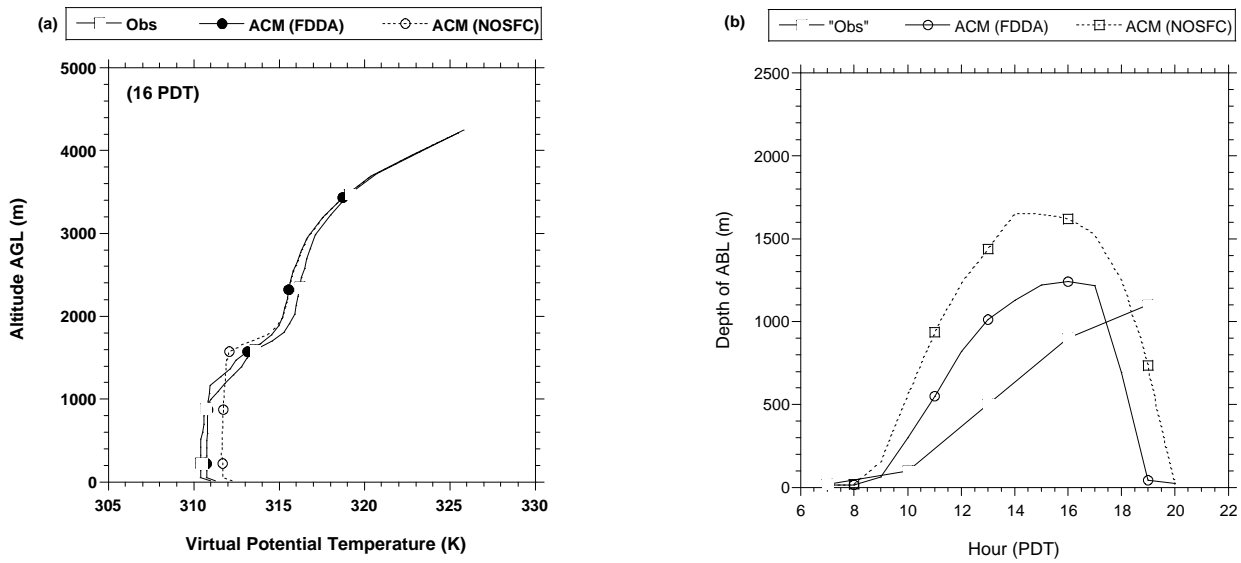 (a) Obs ACM (FDDA) ACM (NOSFC)
(16 PDT)
5000
4000
3000
2000
1000
0
305 310 315 320 325 330
Altitude AGL (m)
Virtual Potential Temperature (K)
(b) "Obs" ACM (FDDA) ACM (NOSFC)
2500
2000
1500
1000
500
0
6 8 10 12 14 16 18 20 22
Depth of ABL (m)
Hour (PDT)